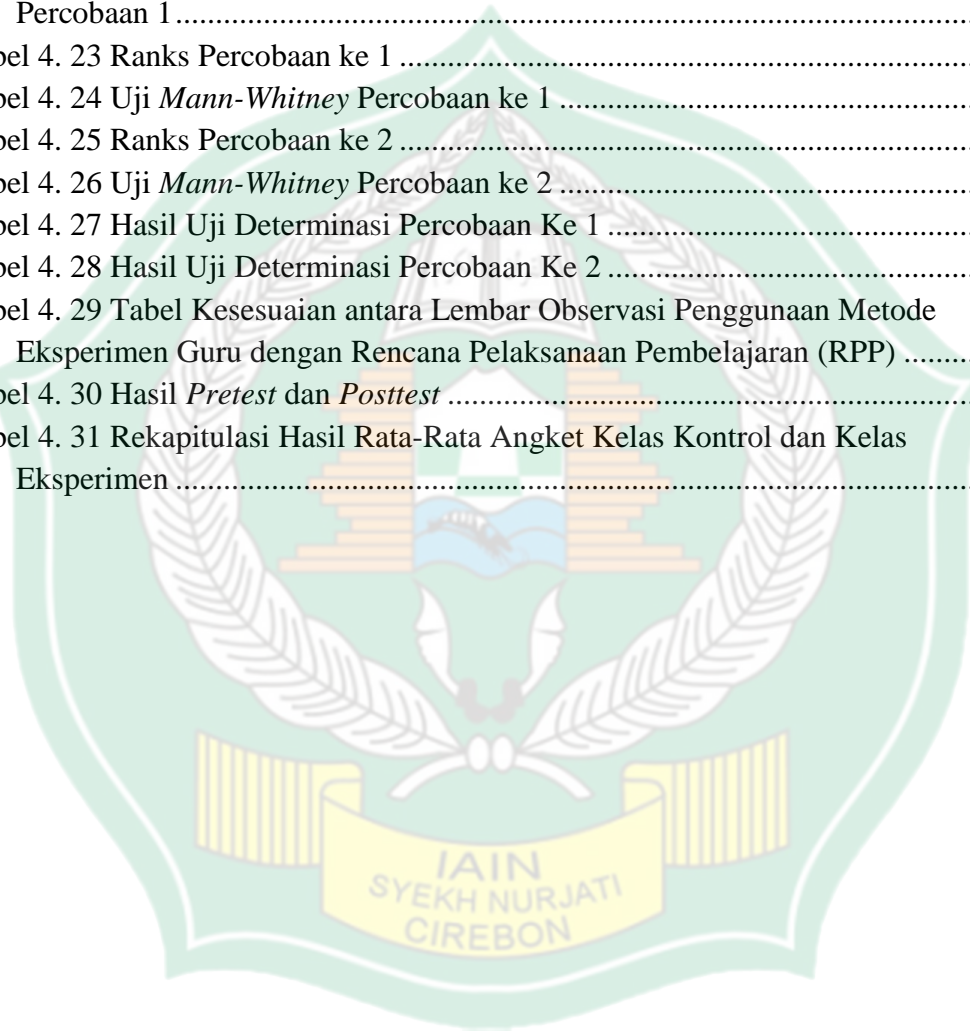 Percobaan 1....................................................................................................
bel 4. 23 Ranks Percobaan ke 1 ......................................................................
bel 4. 24 Uji Mann-Whitney Percobaan ke 1 ..................................................
bel 4. 25 Ranks Percobaan ke 2 ......................................................................
bel 4. 26 Uji Mann-Whitney Percobaan ke 2 ..................................................
bel 4. 27 Hasil Uji Determinasi Percobaan Ke 1 ............................................
bel 4. 28 Hasil Uji Determinasi Percobaan Ke 2 ............................................
bel 4. 29 Tabel Kesesuaian antara Lembar Observasi Penggunaan Metode
Eksperimen Guru dengan Rencana Pelaksanaan Pembelajaran (RPP) .........
bel 4. 30 Hasil Pretest dan Posttest ................................................................
bel 4. 31 Rekapitulasi Hasil Rata-Rata Angket Kelas Kontrol dan Kelas
Eksperimen ....................................................................................................
IAIN
SYEKH NURJATI
CIREBON